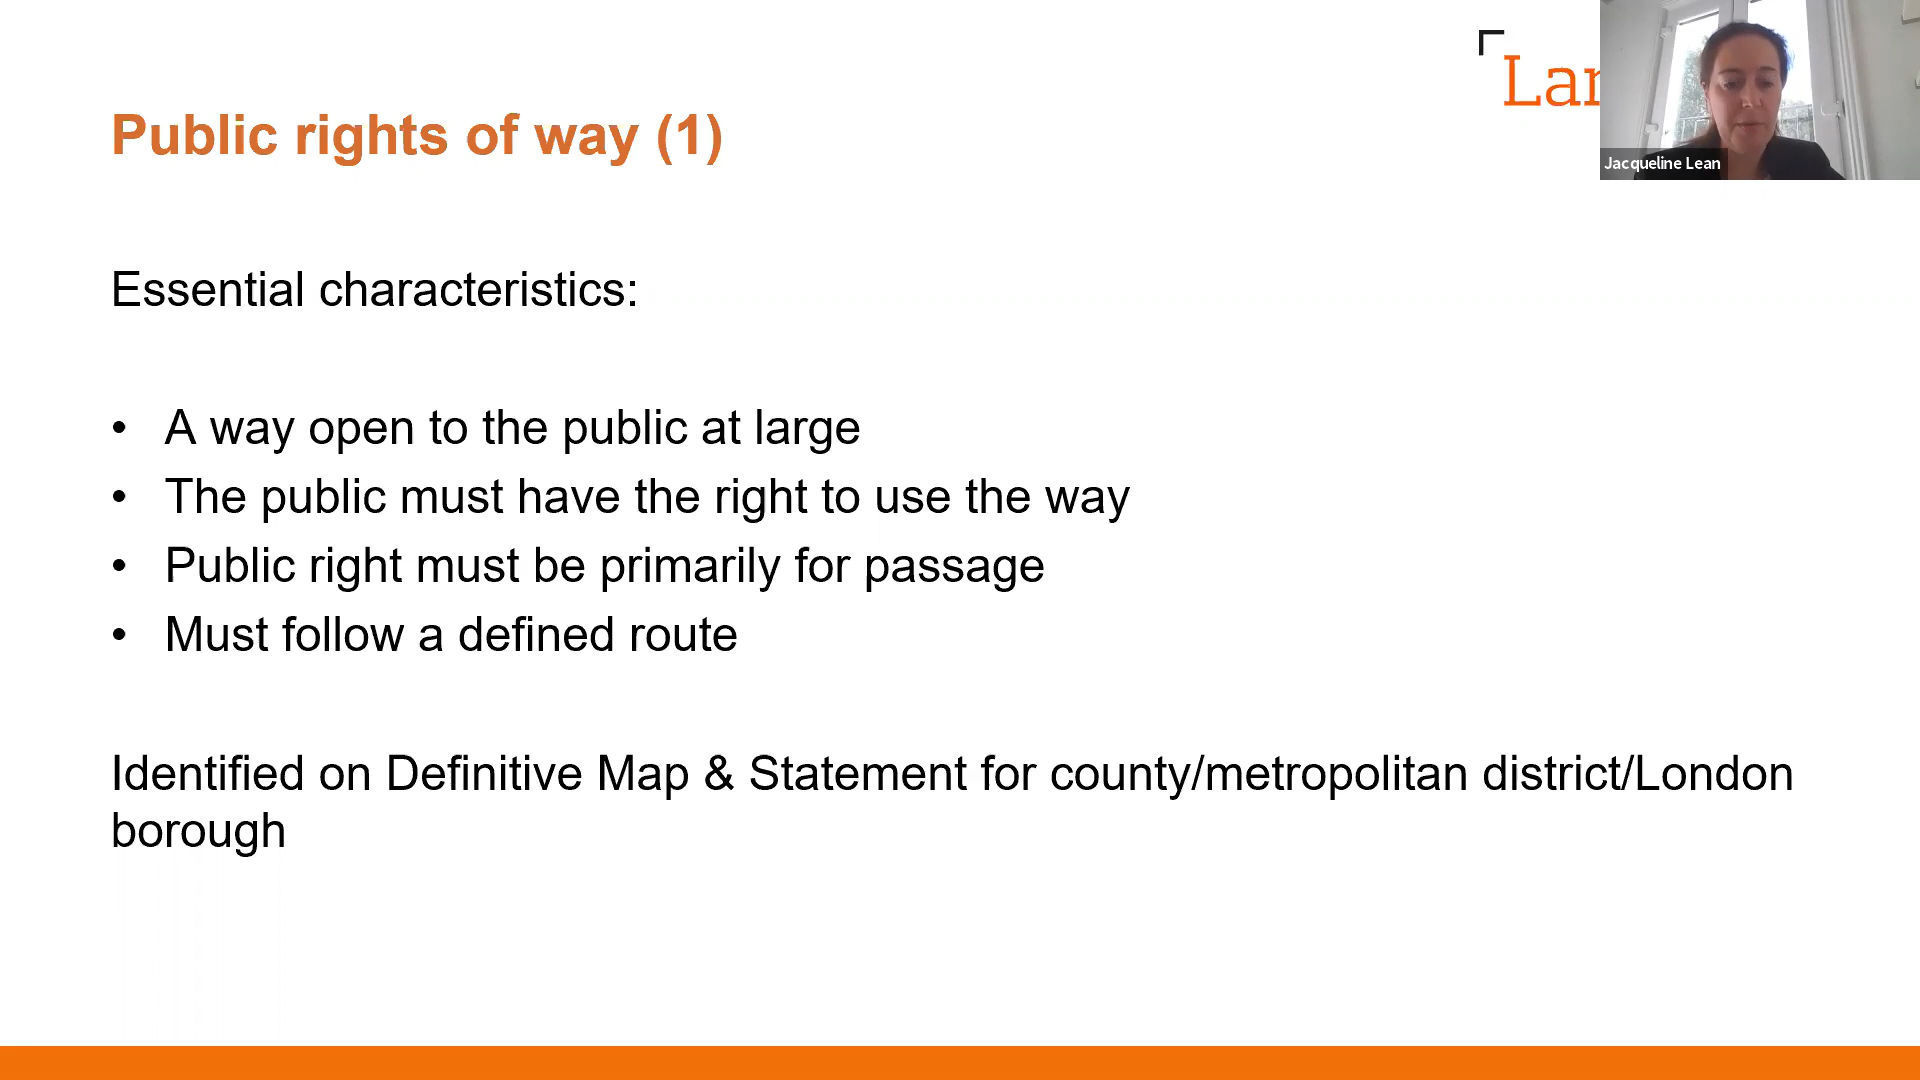 Lar
Jacqueline Lean
Public rights of way (1)
Essential characteristics:
• A way open to the public at large
• The public must have the right to use the way
• Public right must be primarily for passage
• Must follow a defined route
Identified on Definitive Map & Statement for county/metropolitan district/London
borough